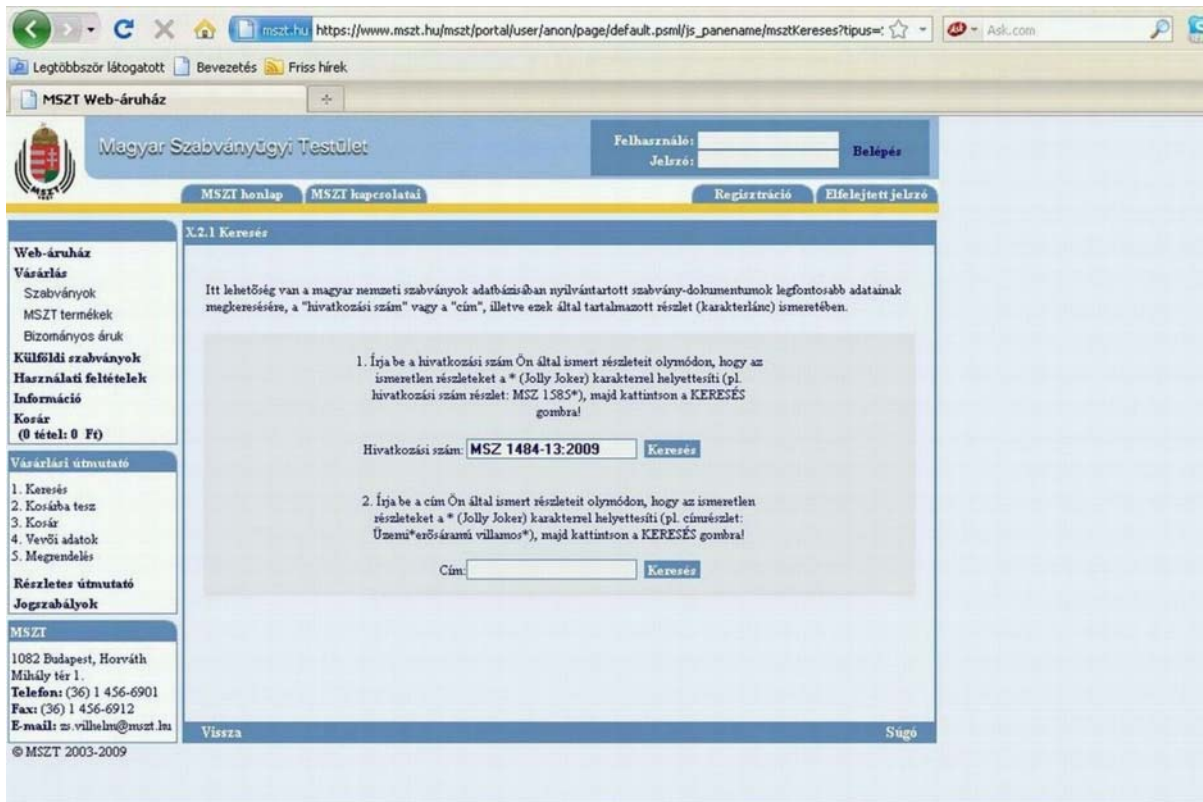 mszt.hu https://www.mszt.hu/mszt/portal/user/anon/page/default.psml/js_panename/msztKereses?tipus=
Ask.com
Legtöbbször látogatott Bevezetés Friss hírek
MSZT Web-áruház
Magyar Szabványügyi Testület
Felhasználó:
Jelszó:
Belépés
MSZT
TEST
MSZT honlap MSZT kapcsolatai Regisztráció Elfelejtett jelszó
X.2.1 Keresés
Web-áruház
Vásárlás
Szabványok
MSZT termékek
Bizományos áruk
Külföldi szabványok
Használati feltételek
Információ
Kosár
(0 tétel: 0 Ft)
Vásárlási útmutató
1. Keresés
2. Kosárba tesz
3. Kosár
4. Vevői adatok
5. Megrendelés
Részletes útmutató
Jogszabályok
MSZT
1082 Budapest, Horváth
Mihály tér 1.
Telefon: (36) 1 456-6901
Fax: (36) 1 456-6912
E-mail: zs.vilhelm@mszt.hu
© MSZT 2003-2009
Itt lehetőség van a magyar nemzeti szabványok adatbázisában nyilvántartott szabvány-dokumentumok legfontosabb adatainak
megkeresésére, a "hivatkozási szám" vagy a "cím", illetve ezek által tartalmazott részlet (karakterlánc) ismeretében.
1. Írja be a hivatkozási szám Ön által ismert részleteit olymódon, hogy az
ismeretlen részleteket a * (Jolly Joker) karakterrel helyettesíti (pl.
hivatkozási szám részlet: MSZ 1585*), majd kattintson a KERESÉS
gombra!
Hivatkozási szám: MSZ 1484-13:2009 Keresés
2. Írja be a cím Ön által ismert részleteit olymódon, hogy az ismeretlen
részleteket a * (Jolly Joker) karakterrel helyettesíti (pl. címrészlet:
Üzemi*erősáramú villamos*), majd kattintson a KERESÉS gombra!
Cím: Keresés
Vissza Súgó